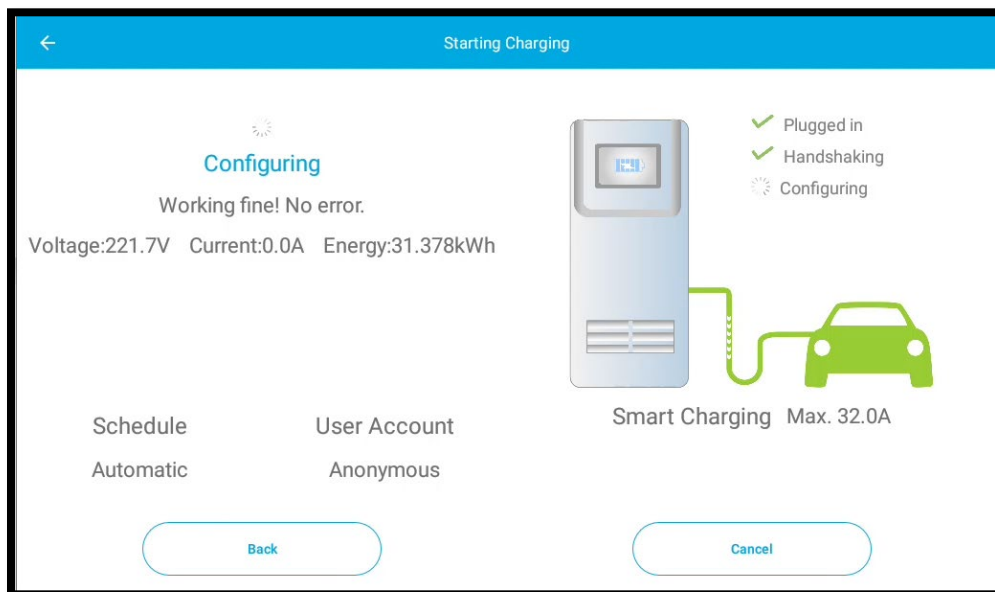 Starting Charging
Configuring
Working fine! No error.
Voltage:221.7V Current:0.0A Energy:31.378kWh
Plugged in
Handshaking
Configuring
Smart Charging Max. 32.0A
Schedule User Account
Automatic Anonymous
Back Cancel